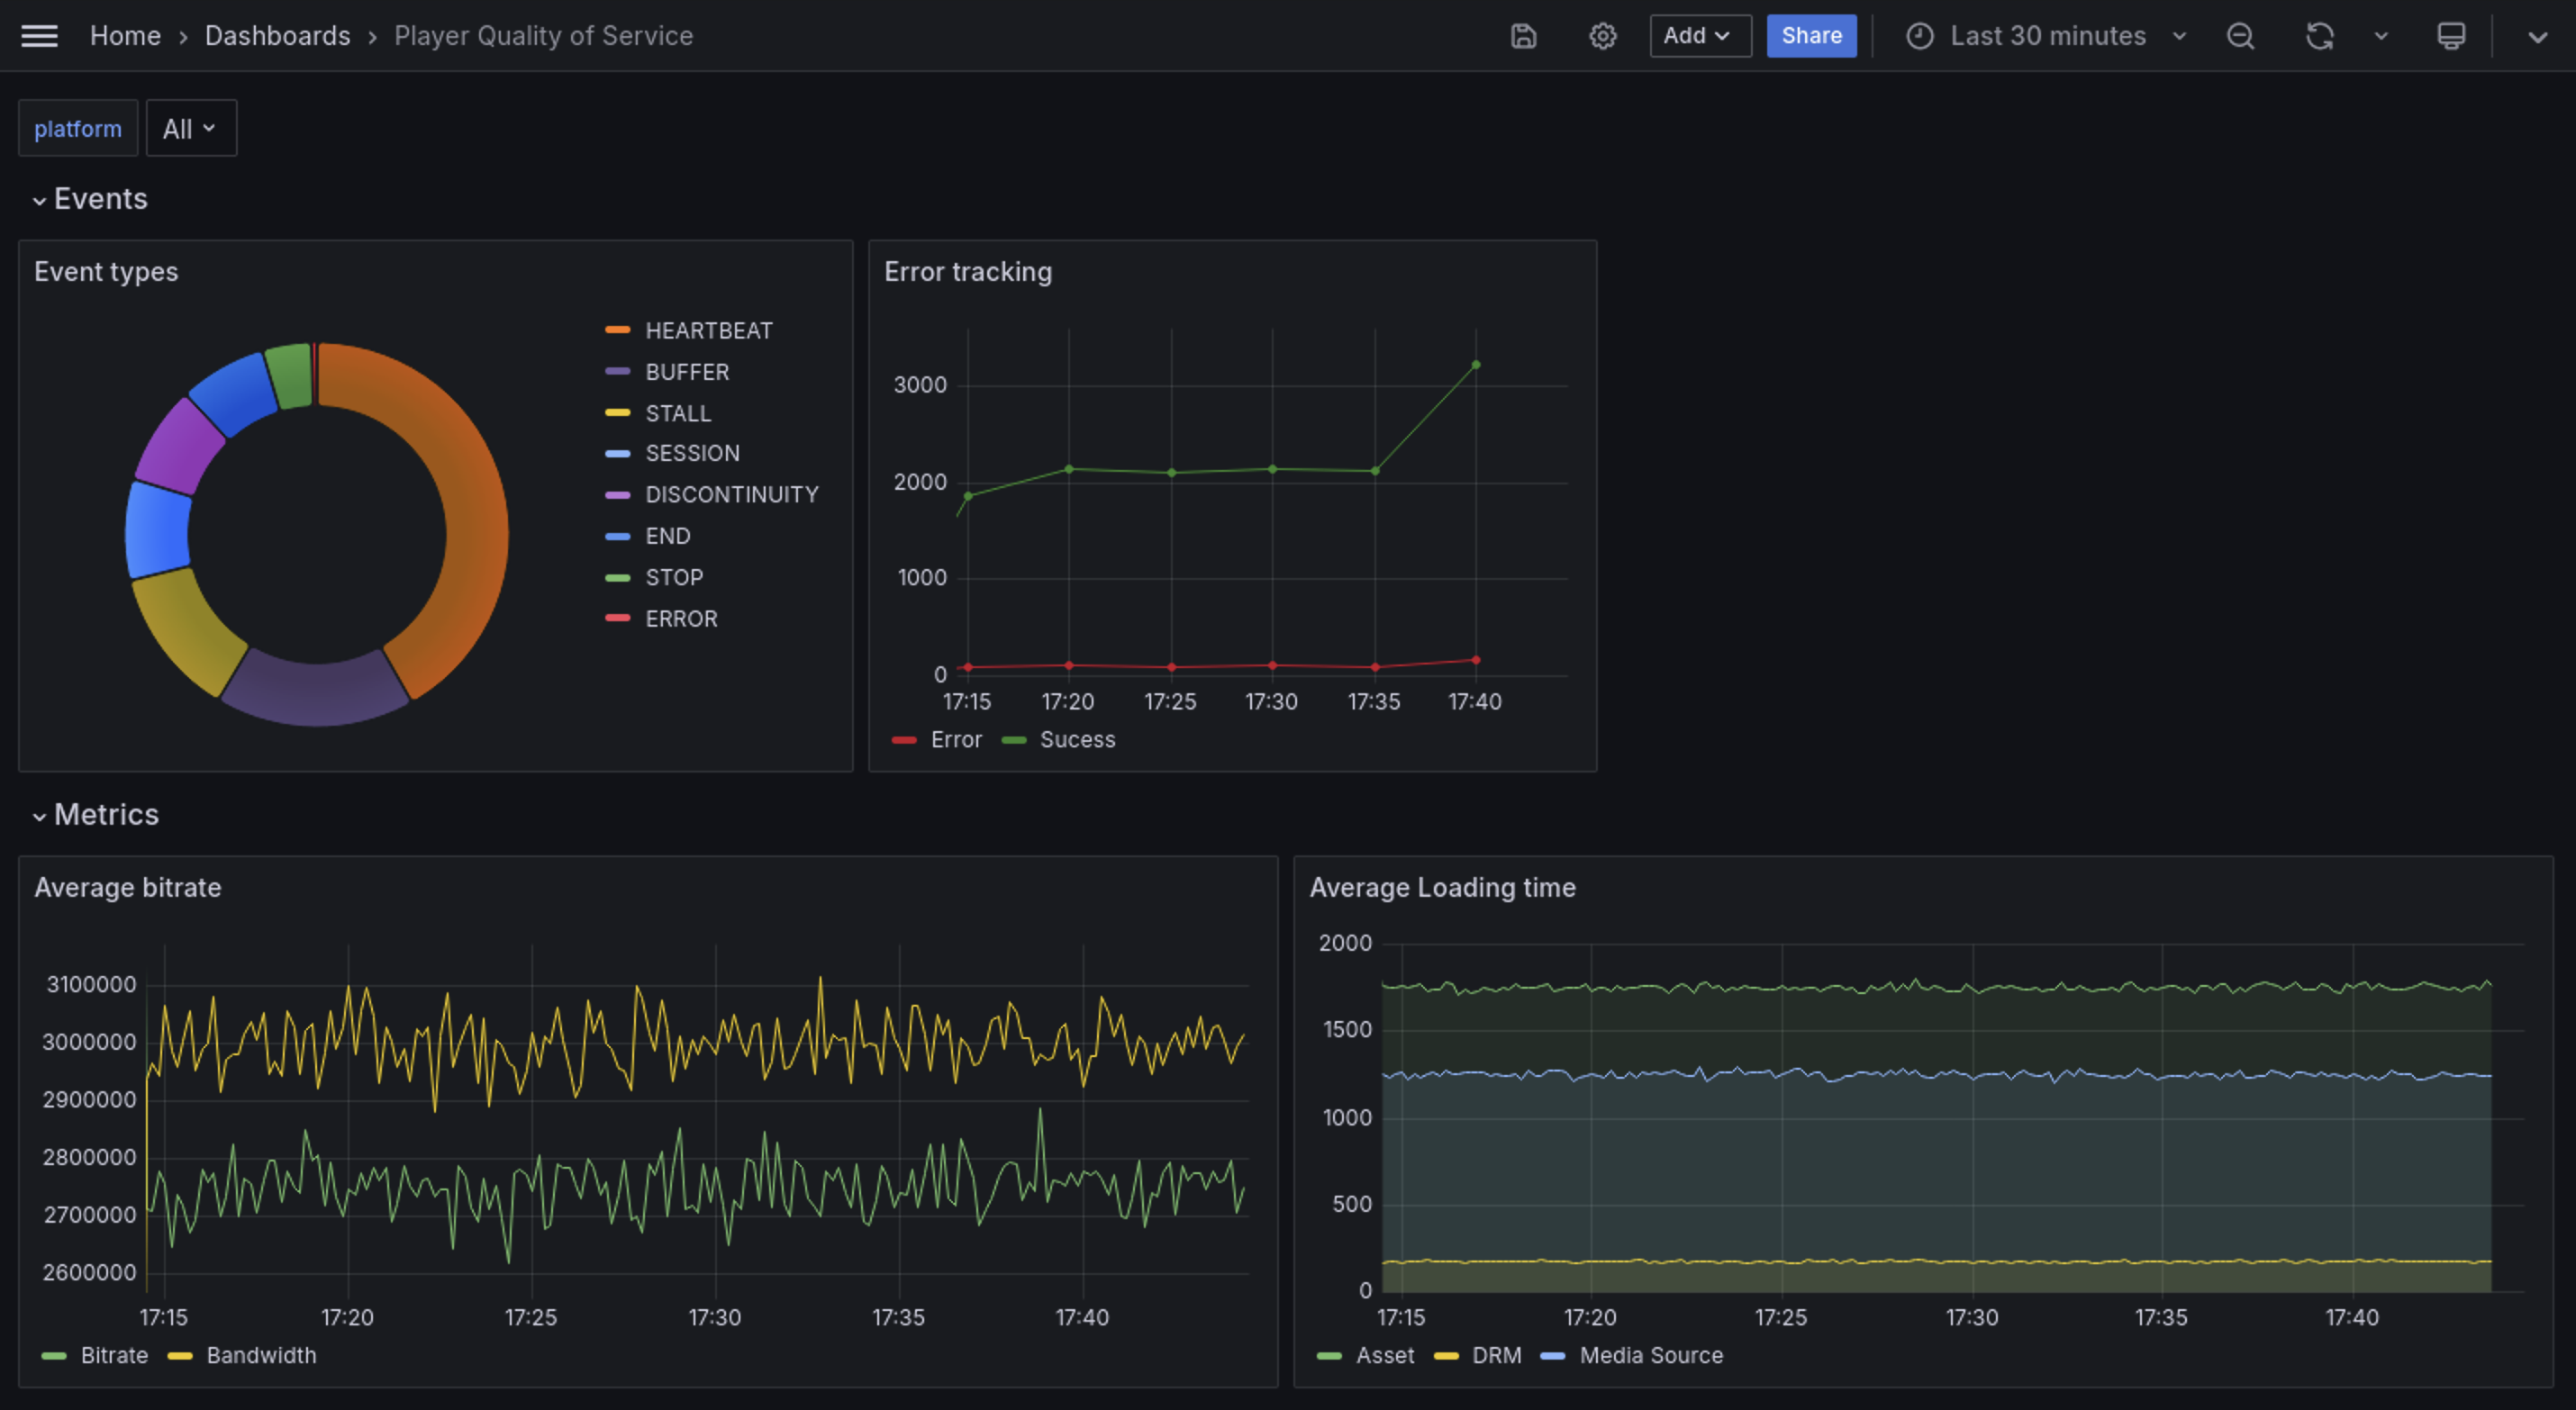 Home › Dashboards › Player Quality of Service
Add
Share
Last 30 minutes
platform
All
Events
Event types
HEARTBEAT
BUFFER
STALL
SESSION
DISCONTINUITY
END
STOP
ERROR
Error tracking
3000
2000
1000
0
17:15 17:20 17:25 17:30 17:35 17:40
Error Sucess
Metrics
Average bitrate
3100000
3000000
2900000
2800000
2700000
2600000
17:15 17:20 17:25 17:30 17:35 17:40
Bitrate Bandwidth
Average Loading time
2000
1500
1000
500
0
17:15 17:20 17:25 17:30 17:35 17:40
Asset DRM Media Source